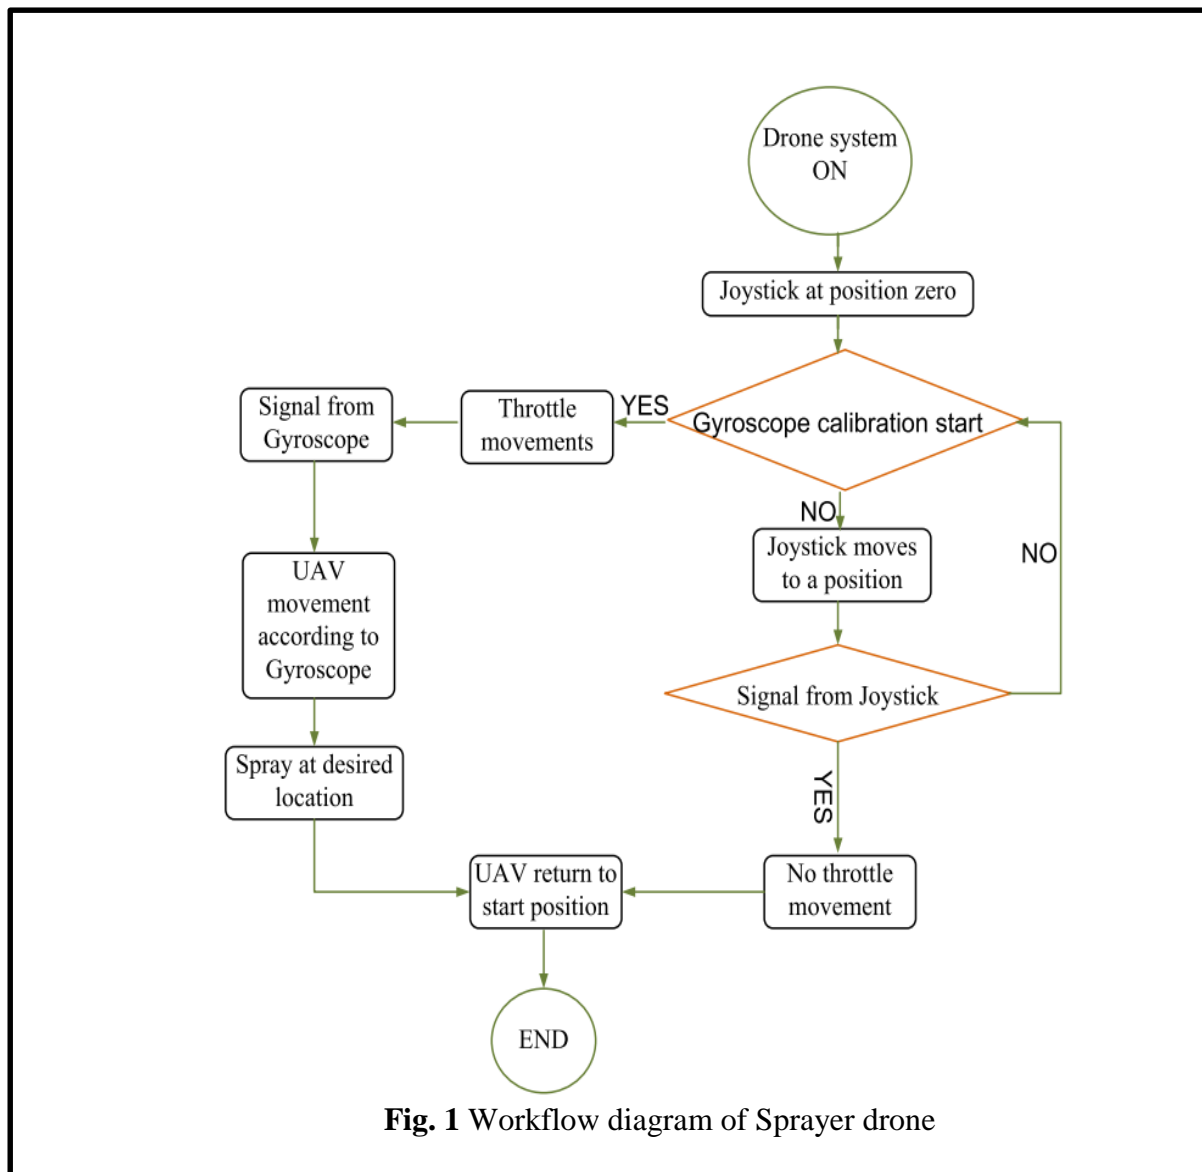 Drone system
ON
Joystick at position zero
Gyroscope calibration start
YES
Throttle
movements
Signal from
Gyroscope
UAV
movement
according to
Gyroscope
Spray at desired
location
NO
Joystick moves
to a position
NO
Signal from Joystick
YES
No throttle
movement
UAV return to
start position
END
Fig. 1 Workflow diagram of Sprayer drone